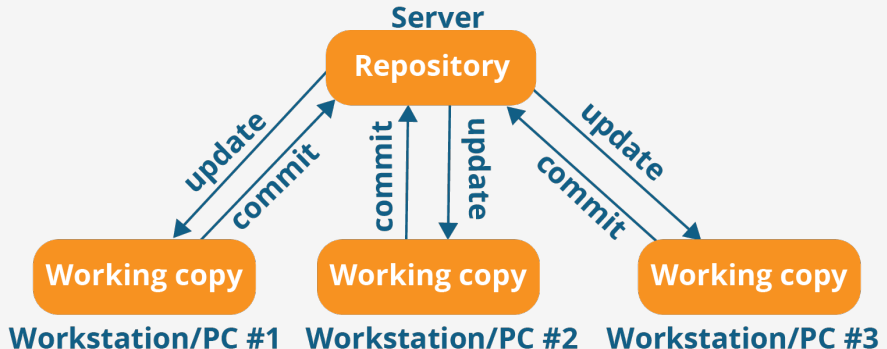 Server
Repository
update
commit
commit
update
update
commit
Working copy
Working copy
Working copy
Workstation/PC #1
Workstation/PC #2
Workstation/PC #3